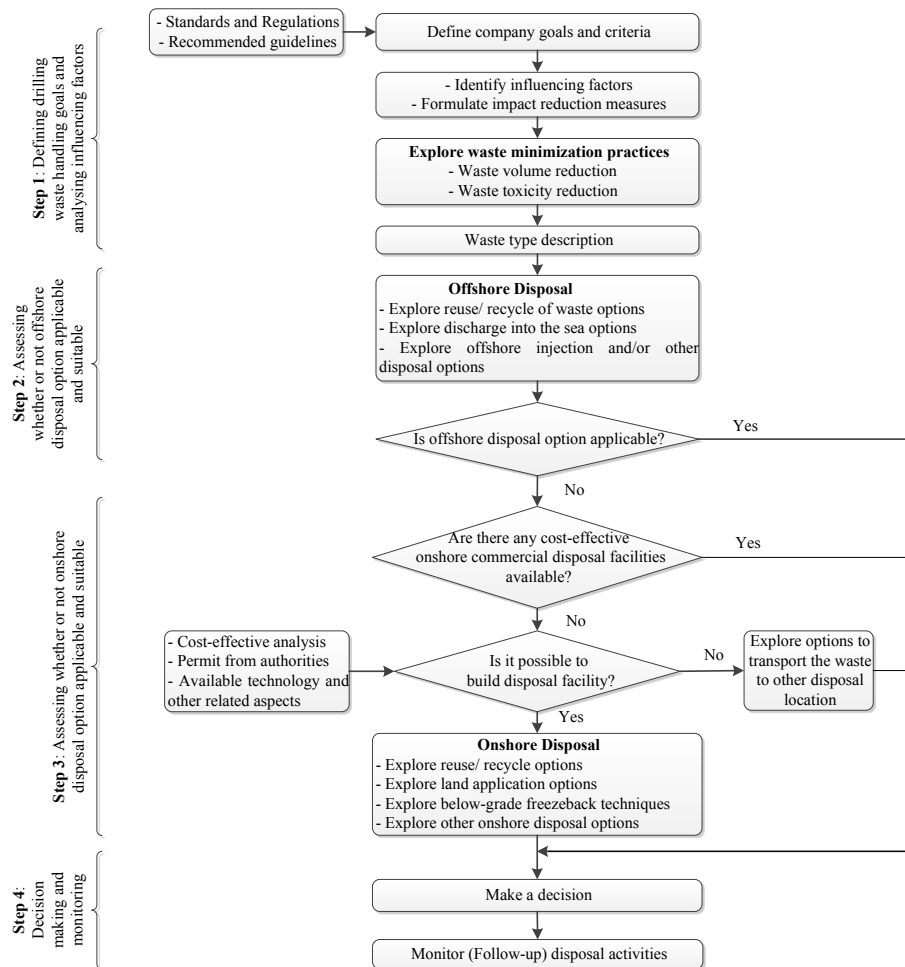 - Standards and Regulations
- Recommended guidelines
Define company goals and criteria
- Identify influencing factors
- Formulate impact reduction measures
Explore waste minimization practices
- Waste volume reduction
- Waste toxicity reduction
Waste type description
Step 1: Defining drilling
waste handling goals and
analysing influencing factors
Offshore Disposal
- Explore reuse/ recycle of waste options
- Explore discharge into the sea options
- Explore offshore injection and/or other
disposal options
Is offshore disposal option applicable?
Yes
No
Step 2: Assessing
whether or not offshore
disposal option applicable
and suitable
Are there any cost-effective
onshore commercial disposal facilities
available?
Yes
No
- Cost-effective analysis
- Permit from authorities
- Available technology and
other related aspects
Is it possible to
build disposal facility?
No
Explore options to
transport the waste
to other disposal
location
Yes
Onshore Disposal
- Explore reuse/ recycle options
- Explore land application options
- Explore below-grade freezeback techniques
- Explore other onshore disposal options
Step 3: Assessing whether or not onshore
disposal option applicable and suitable
Make a decision
Monitor (Follow-up) disposal activities
Step 4:
Decision
making and
monitoring